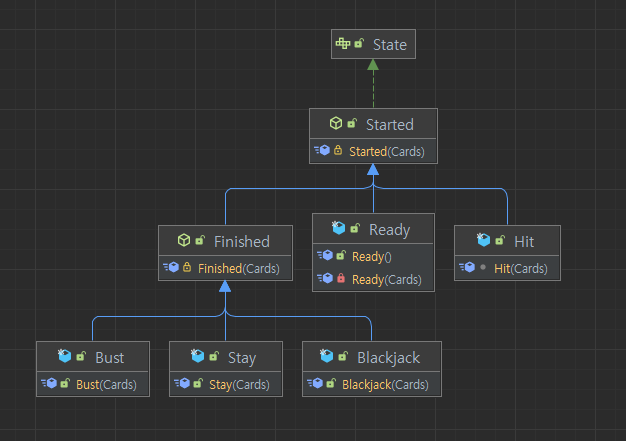 State
Started
Started(Cards)
Finished
Finished(Cards)
Ready
Ready()
Ready(Cards)
Hit
Hit(Cards)
Bust
Bust(Cards)
Stay
Stay(Cards)
Blackjack
Blackjack(Cards)